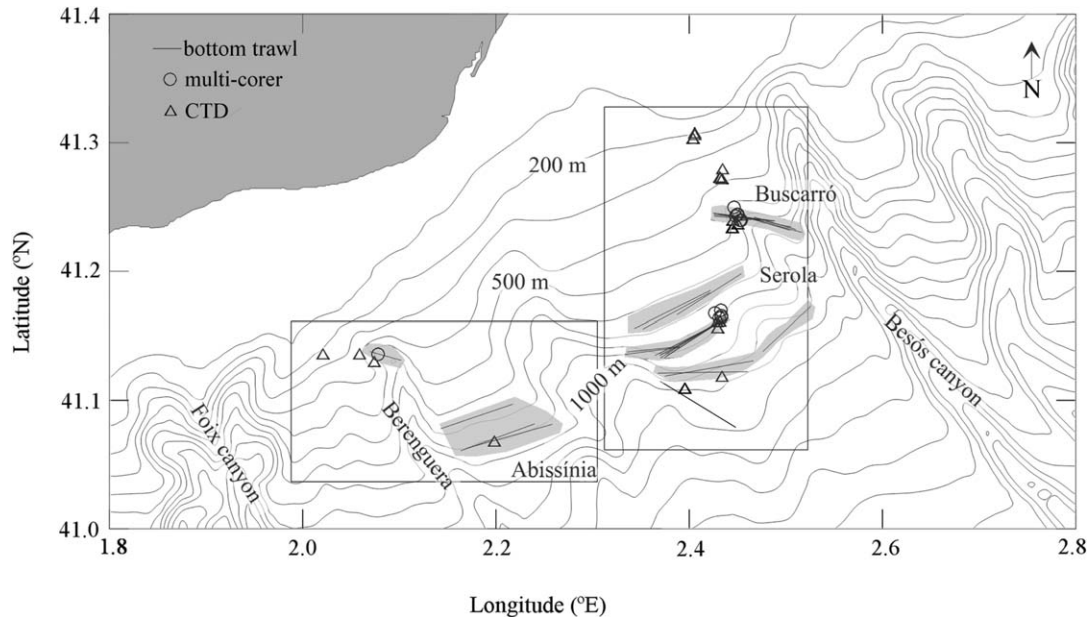 41.4
41.3
41.2
41.1
41.0
Latitude (ºN)
bottom trawl
multi-corer
CTD
N
200 m
Buscarró
500 m
Serola
1000 m
Besós canyon
Foix canyon
Berenguera
Abissínia
1.8 2.0 2.2 2.4 2.6 2.8
Longitude (ºE)